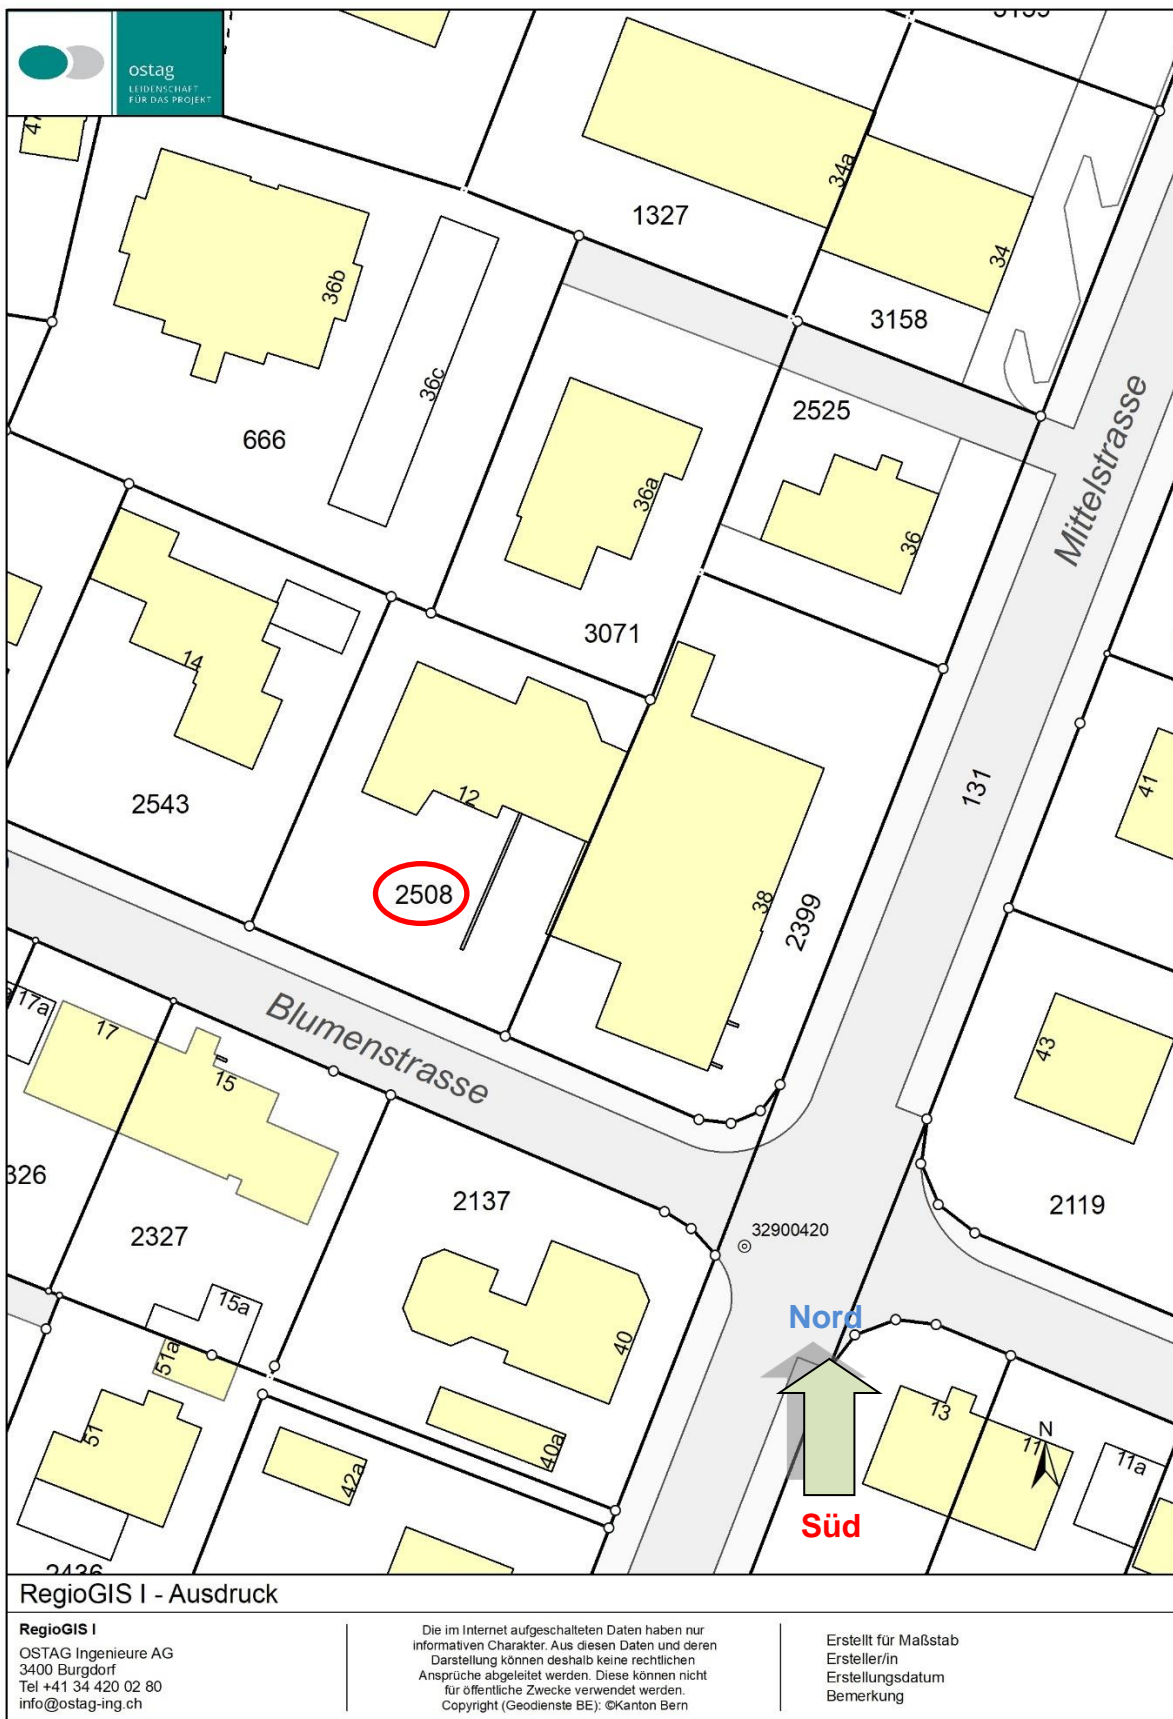 3159
ostag
LEIDENSCHAFT
FÜR DAS PROJEKT
47
34a
1327
36b
34
3158
36c
2525
666
Mittelstrasse
36a
36
3071
14
131
41
12
2543
2508
38
2399
17a
17
Blumenstrasse
43
15
326
2137
2119
2327
32900420
15a
Nord
51a
40
13
51
N
11
40a
11a
42a
Süd
2436
RegioGIS I - Ausdruck
RegioGIS I
OSTAG Ingenieure AG
3400 Burgdorf
Tel +41 34 420 02 80
info@ostag-ing.ch
Die im Internet aufgeschalteten Daten haben nur
informativen Charakter. Aus diesen Daten und deren
Darstellung können deshalb keine rechtlichen
Ansprüche abgeleitet werden. Diese können nicht
für öffentliche Zwecke verwendet werden.
Copyright (Geodienste BE): ©Kanton Bern
Erstellt für Maßstab
Ersteller/in
Erstellungsdatum
Bemerkung